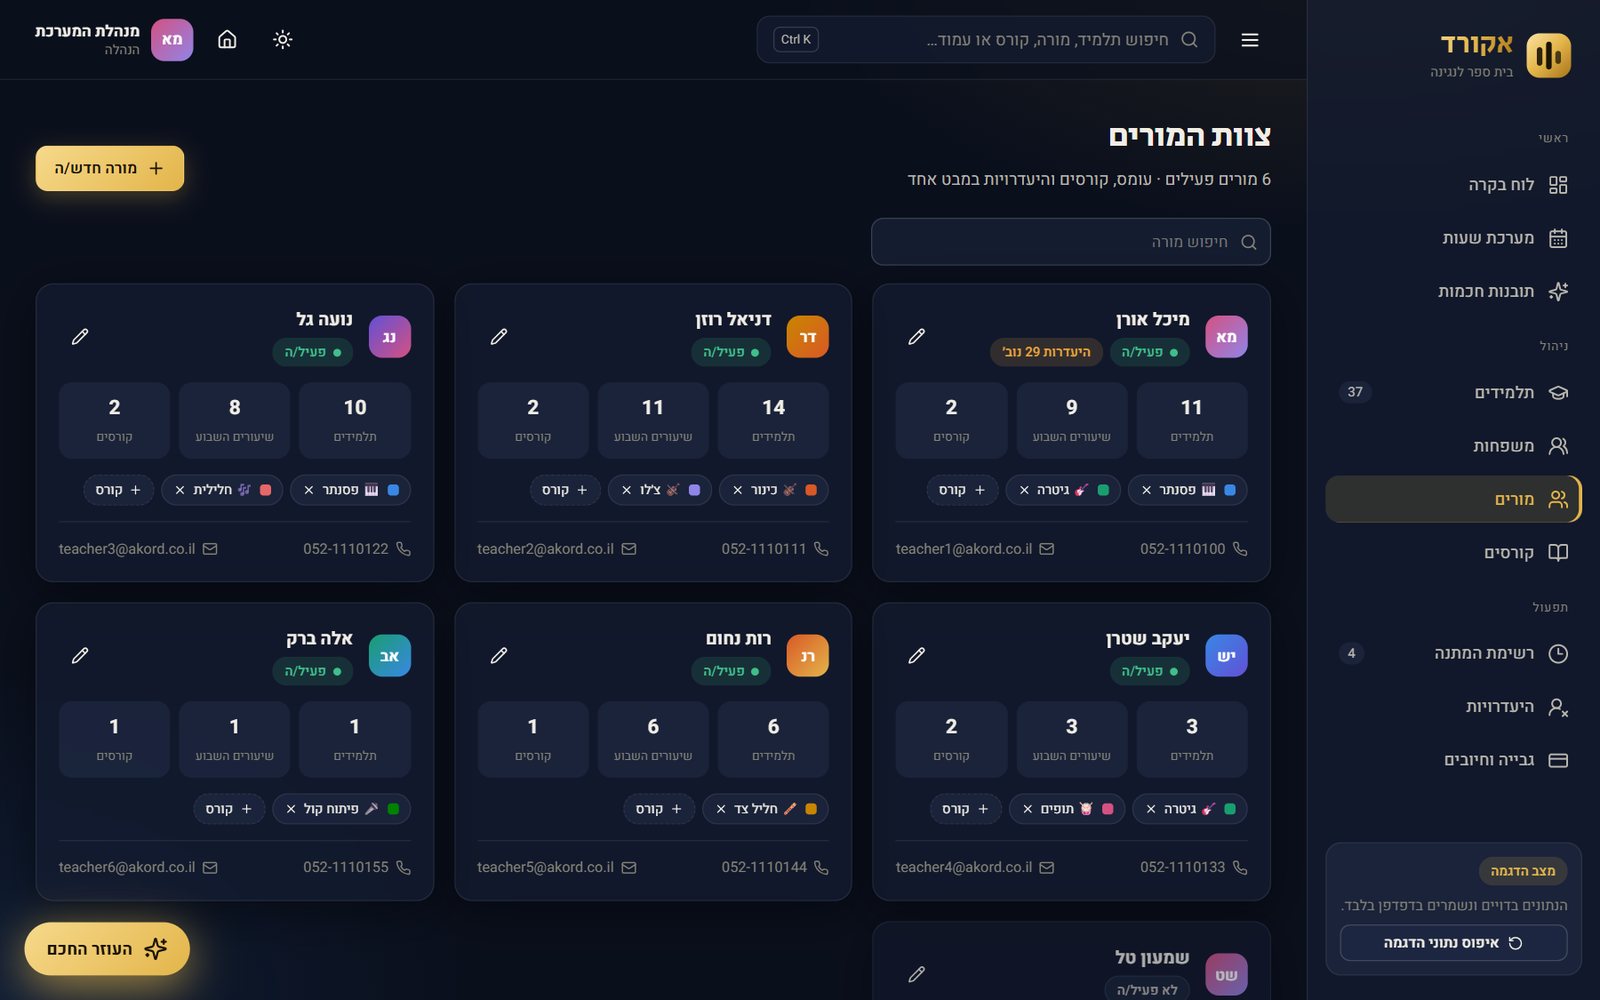 אקורד
בית ספר לנגינה
ראשי
לוח בקרה
מערכת שעות
תובנות חכמות
ניהול
תלמידים 37
משפחות
מורים
קורסים
תפעול
רשימת המתנה 4
היעדרויות
גבייה וחיובים
מצב הדגמה
הנתונים בדויים ונשמרים בדפדפן בלבד.
איפוס נתוני הדגמה
חיפוש תלמיד, מורה, קורס או עמוד... Ctrl K
מא
מנהלת המערכת
הנהלה
צוות המורים
6 מורים פעילים · עומס, קורסים והיעדרויות במבט אחד
מורה חדש/ה
חיפוש מורה
מא
מיכל אורן
פעיל/ה
היעדרות 29 נוב׳
11 9 2
תלמידים שיעורים השבוע קורסים
פסנתר × גיטרה × + קורס
052-1110100 teacher1@akord.co.il
דר
דניאל רוזן
פעיל/ה
14 11 2
תלמידים שיעורים השבוע קורסים
כינור × צ׳לו × + קורס
052-1110111 teacher2@akord.co.il
נג
נועה גל
פעיל/ה
10 8 2
תלמידים שיעורים השבוע קורסים
פסנתר × חלילית × + קורס
052-1110122 teacher3@akord.co.il
יש
יעקב שטרן
פעיל/ה
3 3 2
תלמידים שיעורים השבוע קורסים
גיטרה × תופים × + קורס
052-1110133 teacher4@akord.co.il
רנ
רות נחום
פעיל/ה
6 6 1
תלמידים שיעורים השבוע קורסים
חליל צד × + קורס
052-1110144 teacher5@akord.co.il
אב
אלה ברק
פעיל/ה
1 1 1
תלמידים שיעורים השבוע קורסים
פיתוח קול × + קורס
052-1110155 teacher6@akord.co.il
שט
שמעון טל
לא פעיל/ה
העוזר החכם